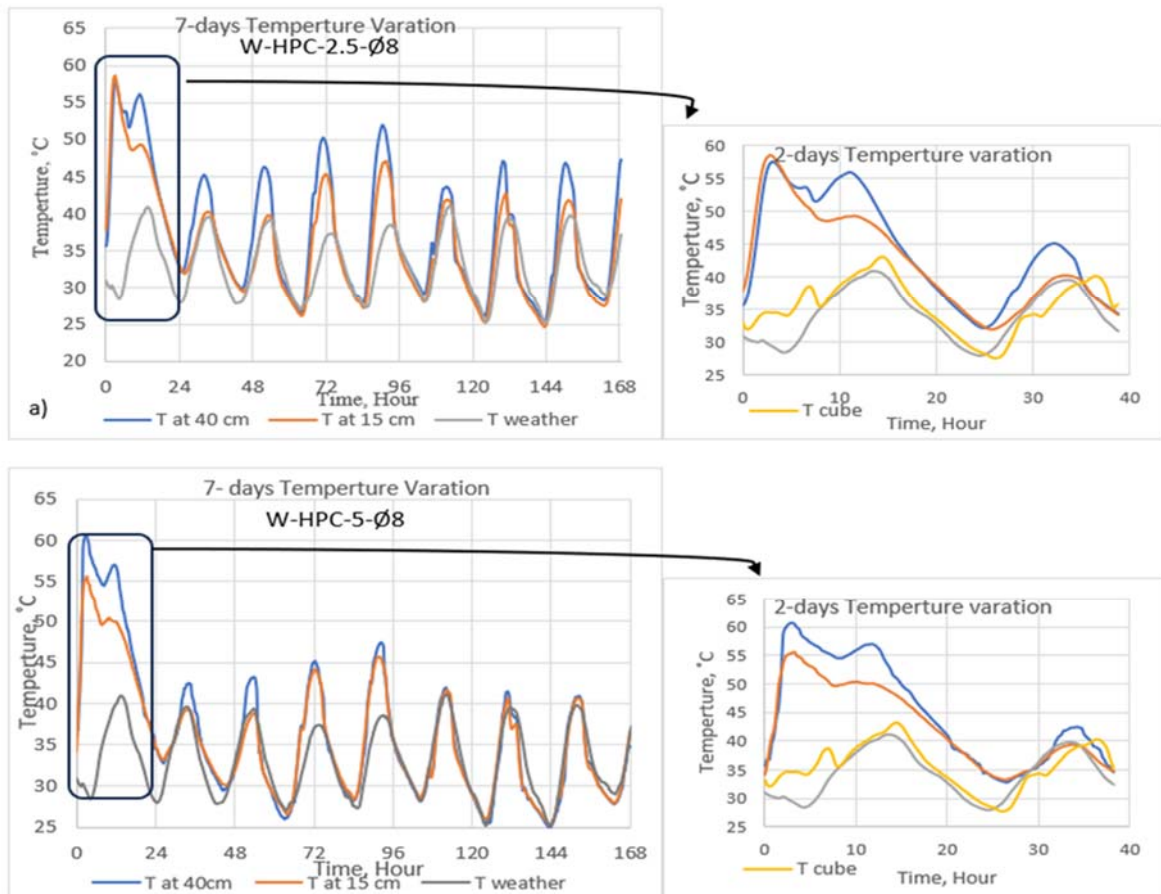 7-days Temperture Varation
W-HPC-2.5-Ø8
65
60
55
50
45
40
35
30
25
20
Temperture. ˚C
0 24 48 72 96 120 144 168
Time, Hour
a)
T at 40 cm T at 15 cm T weather
2-days Temperture varation
60
55
50
45
40
35
30
25
Temperture, ˚C
0 10 20 30 40
T cube
Time, Hour
7- days Temperture Varation
W-HPC-5-Ø8
65
60
55
50
45
40
35
30
25
Temperture, ˚C
0 24 48 72 96 120 144 168
Time, Hour
T at 40cm T at 15 cm T weather
2-days Temperture varation
65
60
55
50
45
40
35
30
25
Temperture, ˚C
0 10 20 30 40
Time, Hour
T cube